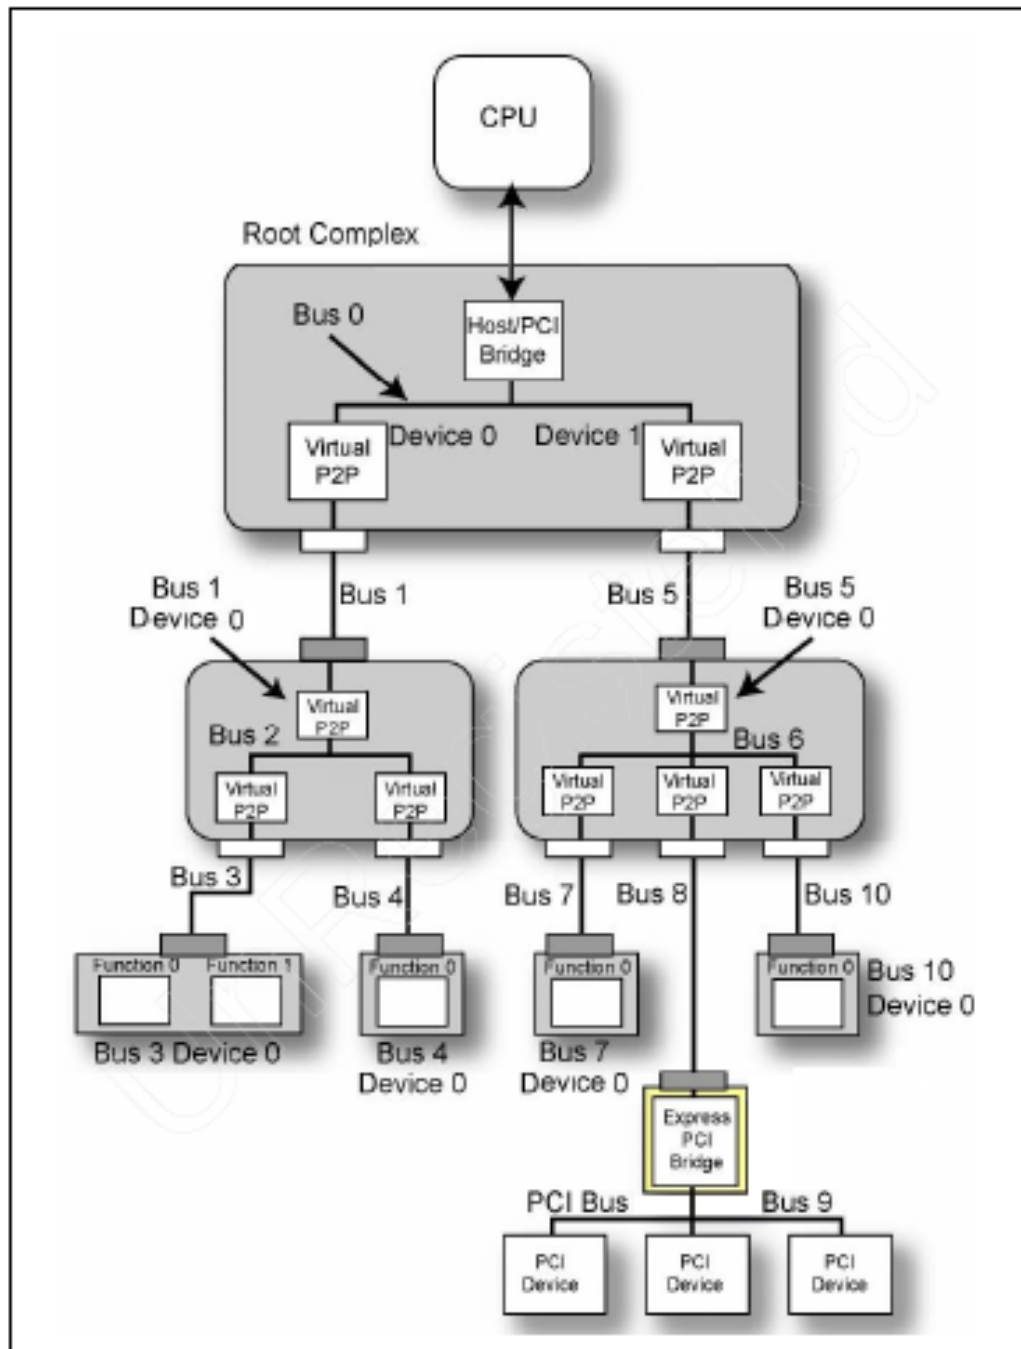 CPU
Root Complex
Bus 0
Host/PCI
Bridge
Device 0
Device 1
Virtual
P2P
Virtual
P2P
Bus 1
Device 0
Bus 1
Bus 5
Bus 5
Device 0
Virtual
P2P
Bus 2
Virtual
P2P
Virtual
P2P
Virtual
P2P
Bus 6
Virtual
P2P
Virtual
P2P
Virtual
P2P
Bus 3
Bus 4
Bus 7
Bus 8
Bus 10
Function 0
Function 1
Function 0
Function 0
Function 0
Bus 3 Device 0
Bus 4
Device 0
Bus 7
Device 0
Bus 10
Device 0
Express
PCI
Bridge
PCI Bus
Bus 9
PCI
Device
PCI
Device
PCI
Device
UnRegistered